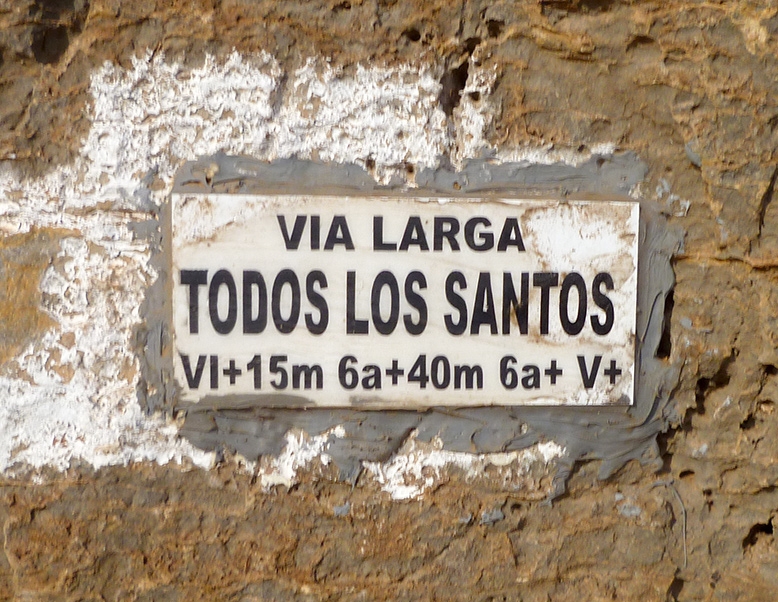 VIA LARGA
TODOS LOS SANTOS
VI+15m 6a+40m 6a+ V+